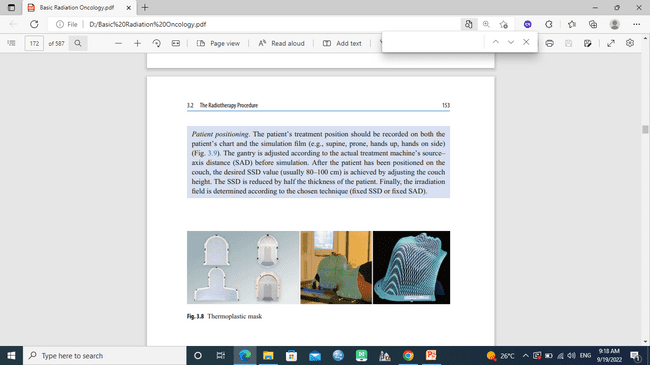 Basic Radiation Oncology.pdf
File
D:/Basic%20Radiation%20Oncology.pdf
172 of 587
Page view
Read aloud
Add text
3.2 The Radiotherapy Procedure 153
Patient positioning. The patient's treatment position should be recorded on both the
patient's chart and the simulation film (e.g., supine, prone, hands up, hands on side)
(Fig. 3.9). The gantry is adjusted according to the actual treatment machine's source–
axis distance (SAD) before simulation. After the patient has been positioned on the
couch, the desired SSD value (usually 80–100 cm) is achieved by adjusting the couch
height. The SSD is reduced by half the thickness of the patient. Finally, the irradiation
field is determined according to the chosen technique (fixed SSD or fixed SAD).
Fig. 3.8 Thermoplastic mask
Type here to search
26°C
ENG
9:18 AM
9/19/2022